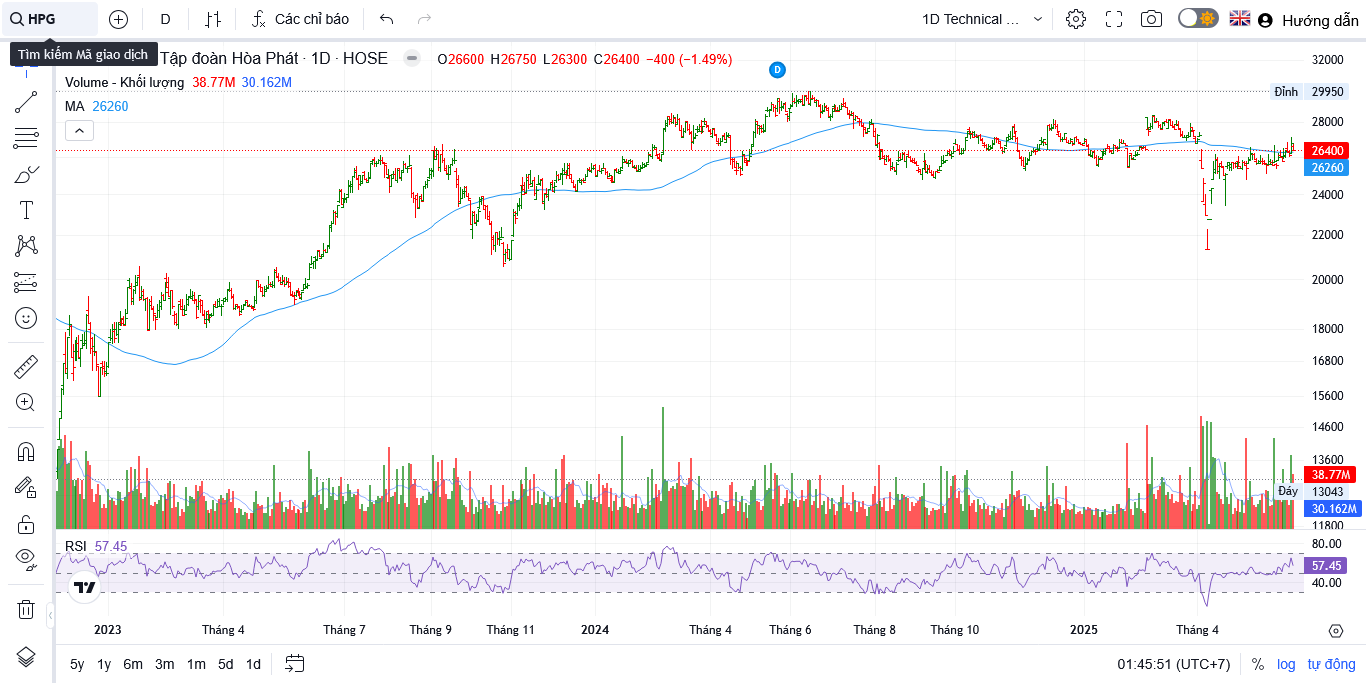 HPG D Các chỉ báo 1D Technical ... Hướng dẫn
Tìm kiếm Mã giao dịch
Tập đoàn Hòa Phát · 1D · HOSE O26600 H26750 L26300 C26400 −400 (−1.49%)
Volume - Khối lượng 38.77M 30.162M
MA 26260
D
32000
Đỉnh 29950
28000
26400
26260
24000
22000
20000
18000
16800
15600
14600
13600
38.77M
Đáy 13043
30.162M
11800
RSI 57.45
80.00
57.45
40.00
2023 Tháng 4 Tháng 7 Tháng 9 Tháng 11 2024 Tháng 4 Tháng 6 Tháng 8 Tháng 10 2025 Tháng 4
5y 1y 6m 3m 1m 5d 1d 01:45:51 (UTC+7) % log tự động